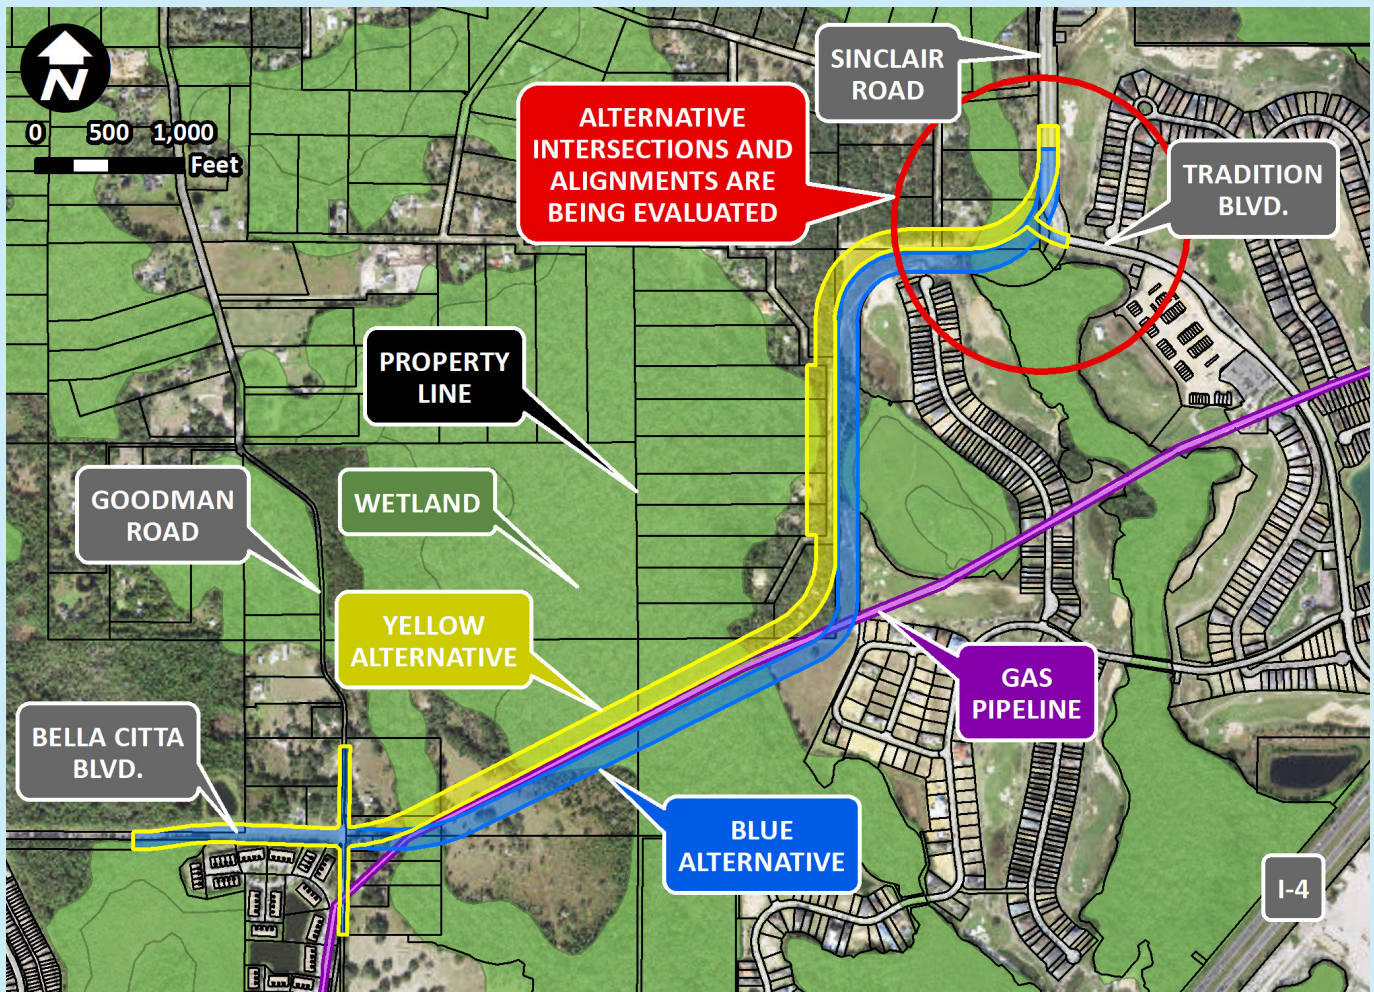 N
0 500 1,000
Feet
SINCLAIR
ROAD
ALTERNATIVE
INTERSECTIONS AND
ALIGNMENTS ARE
BEING EVALUATED
TRADITION
BLVD.
PROPERTY
LINE
GOODMAN
ROAD
WETLAND
YELLOW
ALTERNATIVE
GAS
PIPELINE
BELLA CITTA
BLVD.
BLUE
ALTERNATIVE
I-4